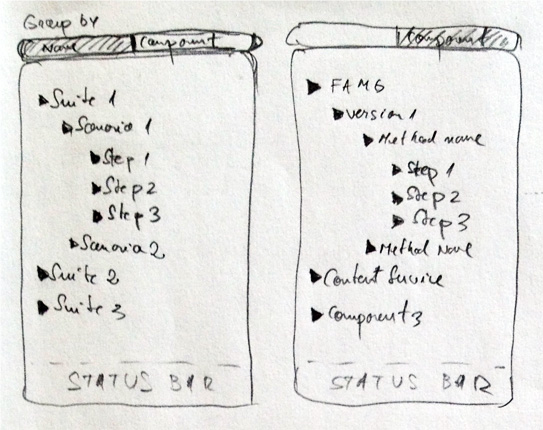 Group by
Name Component
Suite 1
Scenario 1
Step 1
Step 2
Step 3
Scenario 2
Suite 2
Suite 3
STATUS BAR
Component
FAMG
version 1
Method name
Step 1
Step 2
Step 3
Method Name
Content Service
Component 3
STATUS BAR